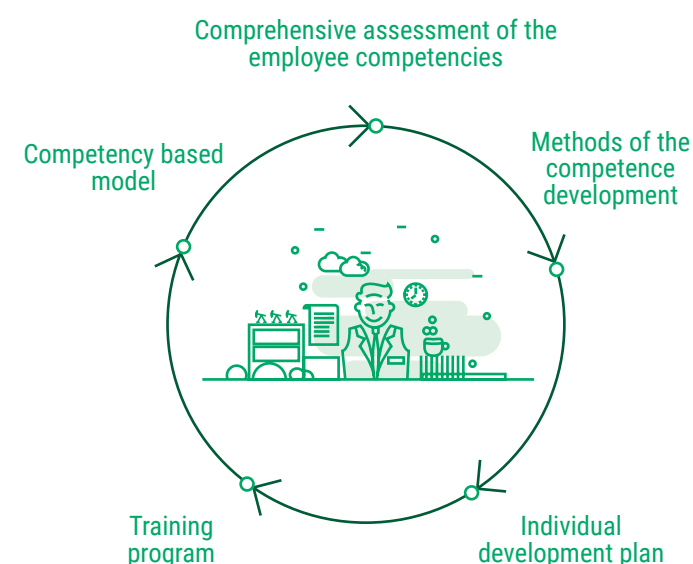 Comprehensive assessment of the
employee competencies
Methods of the
competence
development
Individual
development plan
Training
program
Competency based
model